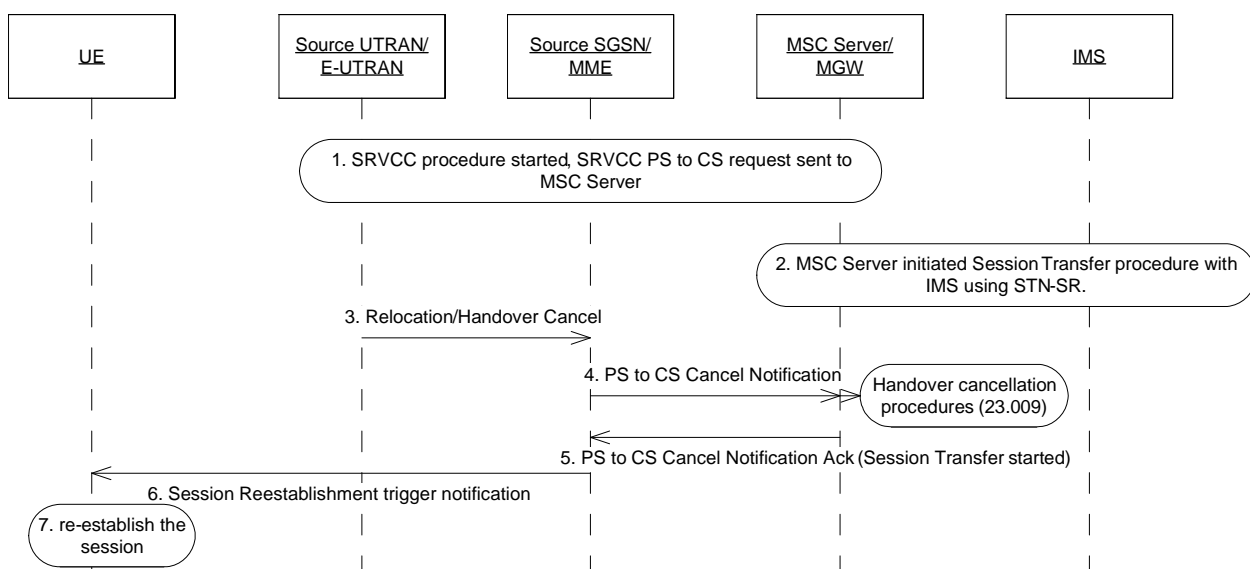 UE
Source UTRAN/
E-UTRAN
Source SGSN/
MME
MSC Server/
MGW
IMS
1. SRVCC procedure started, SRVCC PS to CS request sent to
MSC Server
2. MSC Server initiated Session Transfer procedure with
IMS using STN-SR.
3. Relocation/Handover Cancel
4. PS to CS Cancel Notification
Handover cancellation
procedures (23.009)
5. PS to CS Cancel Notification Ack (Session Transfer started)
6. Session Reestablishment trigger notification
7. re-establish the
session